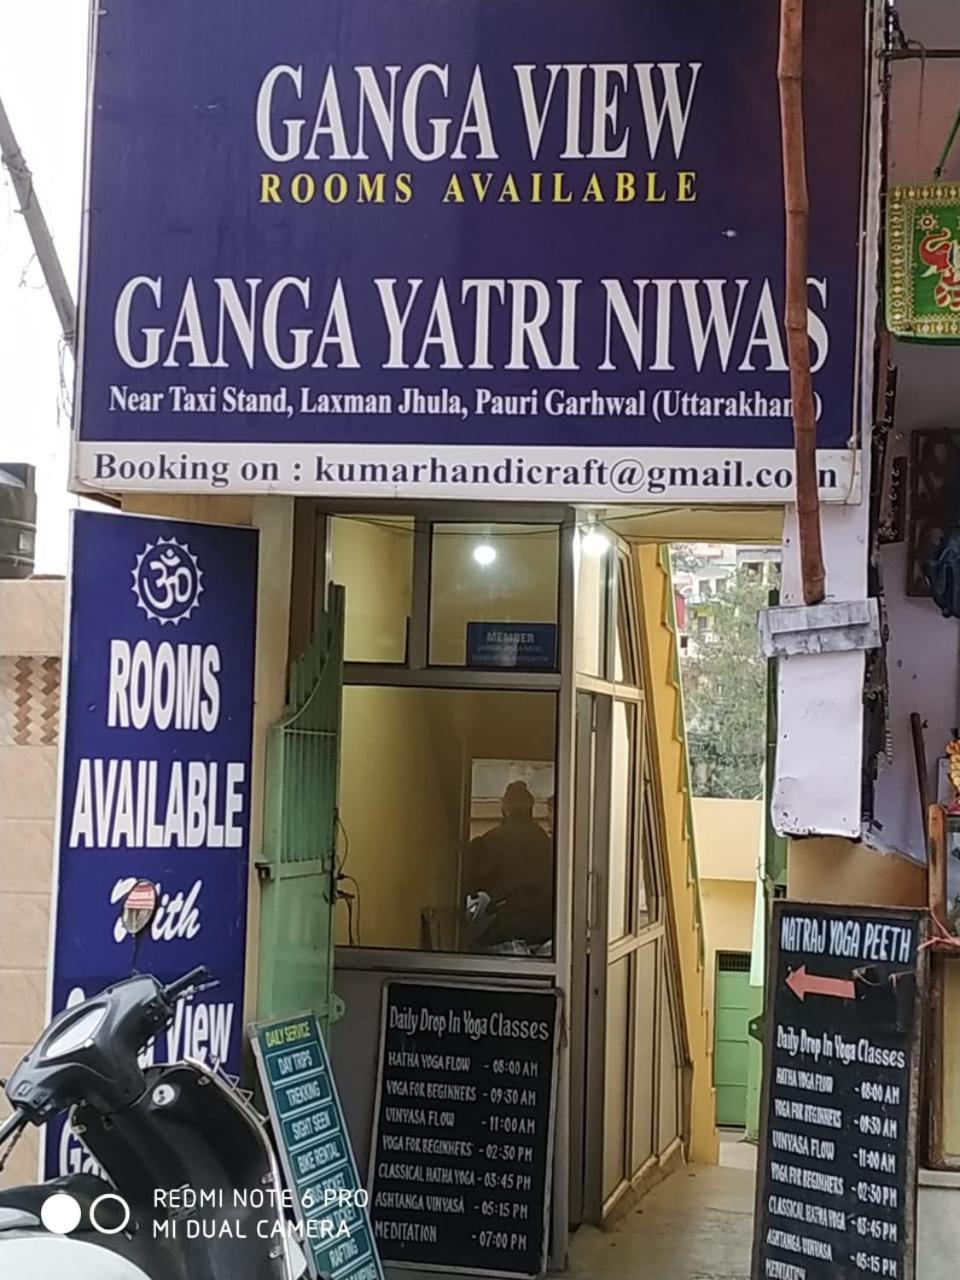 GANGA VIEW
ROOMS AVAILABLE
GANGA YATRI NIWAS
Near Taxi Stand, Laxman Jhula, Pauri Garhwal
Booking on :
ॐ
ROOMS
AVAILABLE
With
View
MEMBER
DAILY SERVICE
DAY TRIPS
TREKKING
SIGHT SEEN
BIKE RENTAL
RAFTING
Daily Drop In Yoga Classes
HATHA YOGA FLOW - 08:00 AM
YOGA FOR BEGINNERS - 09:30 AM
VINYASA FLOW - 11:00 AM
YOGA FOR BEGINNERS - 02:30 PM
CLASSICAL HATHA YOGA - 03:45 PM
ASHTANGA VINYASA - 05:15 PM
MEDITATION - 07:00 PM
NATRAJ YOGA PEETH
Daily Drop In Yoga Classes
HATHA YOGA FLOW - 08:00 AM
YOGA FOR BEGINNERS - 09:30 AM
VINYASA FLOW - 11:00 AM
YOGA FOR BEGINNERS - 02:30 PM
CLASSICAL HATHA YOGA - 03:45 PM
ASHTANGA VINYASA - 05:15 PM
MEDITATION
REDMI NOTE 6 PRO
MI DUAL CAMERA